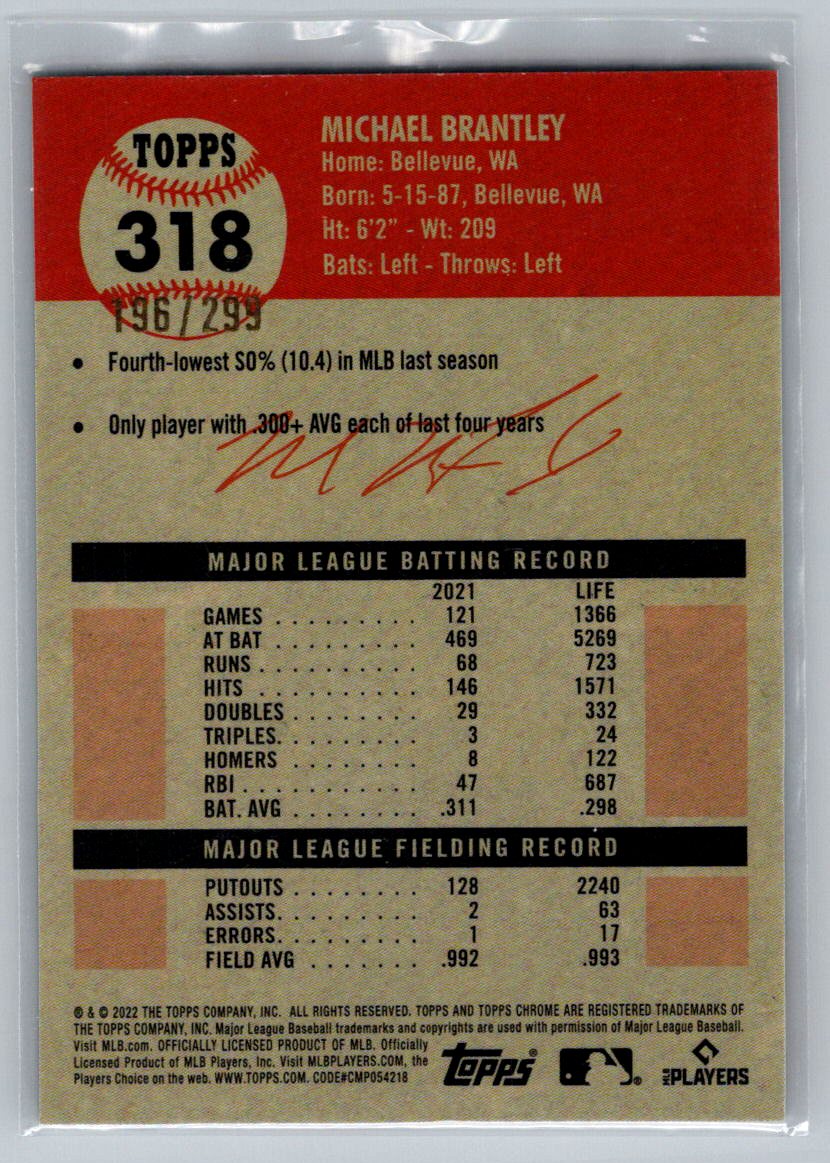 TOPPS
318
196/299
MICHAEL BRANTLEY
Home: Bellevue, WA
Born: 5-15-87, Bellevue, WA
Ht: 6'2" - Wt: 209
Bats: Left - Throws: Left
• Fourth-lowest SO% (10.4) in MLB last season
• Only player with .300+ AVG each of last four years
MAJOR LEAGUE BATTING RECORD
2021 LIFE
GAMES . . . . . . . . . 121 1366
AT BAT . . . . . . . . . 469 5269
RUNS . . . . . . . . . . 68 723
HITS . . . . . . . . . . 146 1571
DOUBLES . . . . . . . . 29 332
TRIPLES. . . . . . . . . 3 24
HOMERS . . . . . . . . 8 122
RBI . . . . . . . . . . . 47 687
BAT. AVG . . . . . . . . .311 .298
MAJOR LEAGUE FIELDING RECORD
PUTOUTS . . . . . . . . 128 2240
ASSISTS. . . . . . . . . 2 63
ERRORS. . . . . . . . . 1 17
FIELD AVG . . . . . . . .992 .993
® & © 2022 THE TOPPS COMPANY, INC. ALL RIGHTS RESERVED. TOPPS AND TOPPS CHROME ARE REGISTERED TRADEMARKS OF
THE TOPPS COMPANY, INC. Major League Baseball trademarks and copyrights are used with permission of Major League Baseball.
Visit MLB.com. OFFICIALLY LICENSED PRODUCT OF MLB. Officially
Licensed Product of MLB Players, Inc. Visit MLBPLAYERS.COM, the
Players Choice on the web. WWW.TOPPS.COM. CODE#CMP054218
Topps®
®
MLB PLAYERS